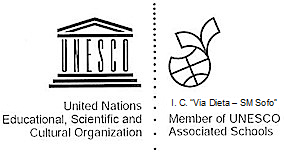 UNESCO
United Nations
Educational, Scientific and
Cultural Organization
I. C. "Via Dieta – SM Sofo"
Member of UNESCO
Associated Schools